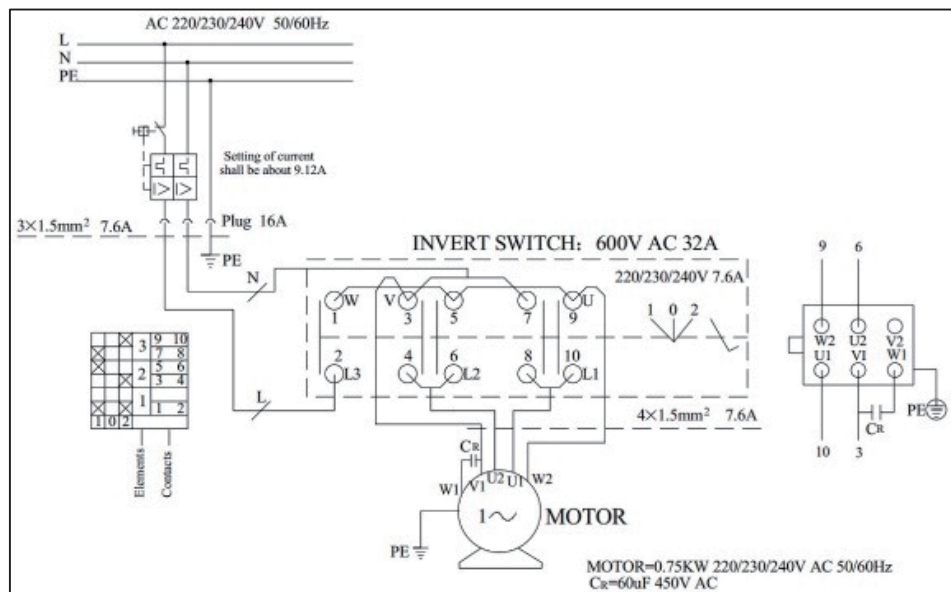 AC 220/230/240V 50/60Hz
L
N
PE
Setting of current
shall be about 9.12A
Plug 16A
3×1.5mm² 7.6A
PE
INVERT SWITCH: 600V AC 32A
N
220/230/240V 7.6A
W V U
1 3 5 7 9
1 0 2
2 4 6 8 10
L3 L2 L1
L
4×1.5mm² 7.6A
3 9 10
7 8
2 5 6
3 4
1
1 2
1 0 2
Elements
Contacts
CR
W1 V1 U2 U1 W2
1~
MOTOR
PE
9 6
W2 U2 V2
U1 V1 W1
PE
CR
10 3
MOTOR=0.75KW 220/230/240V AC 50/60Hz
CR=60uF 450V AC